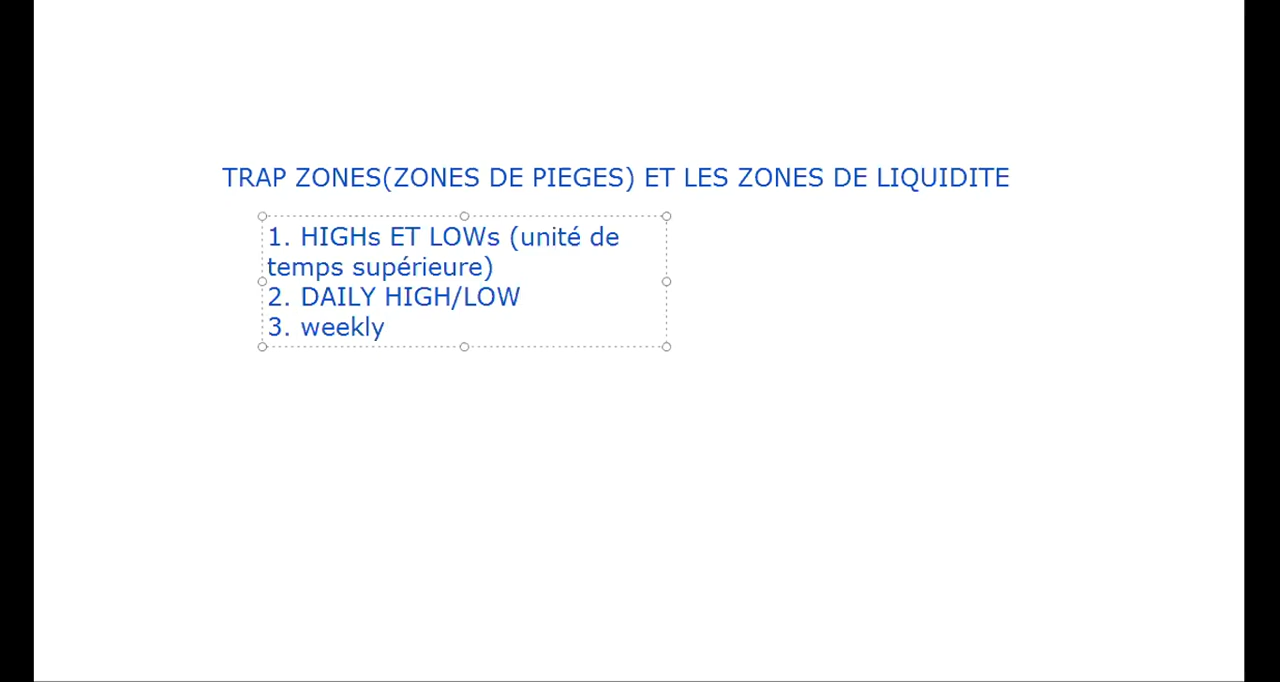 TRAP ZONES(ZONES DE PIEGES) ET LES ZONES DE LIQUIDITE
1. HIGHs ET LOWs (unité de
temps supérieure)
2. DAILY HIGH/LOW
3. weekly